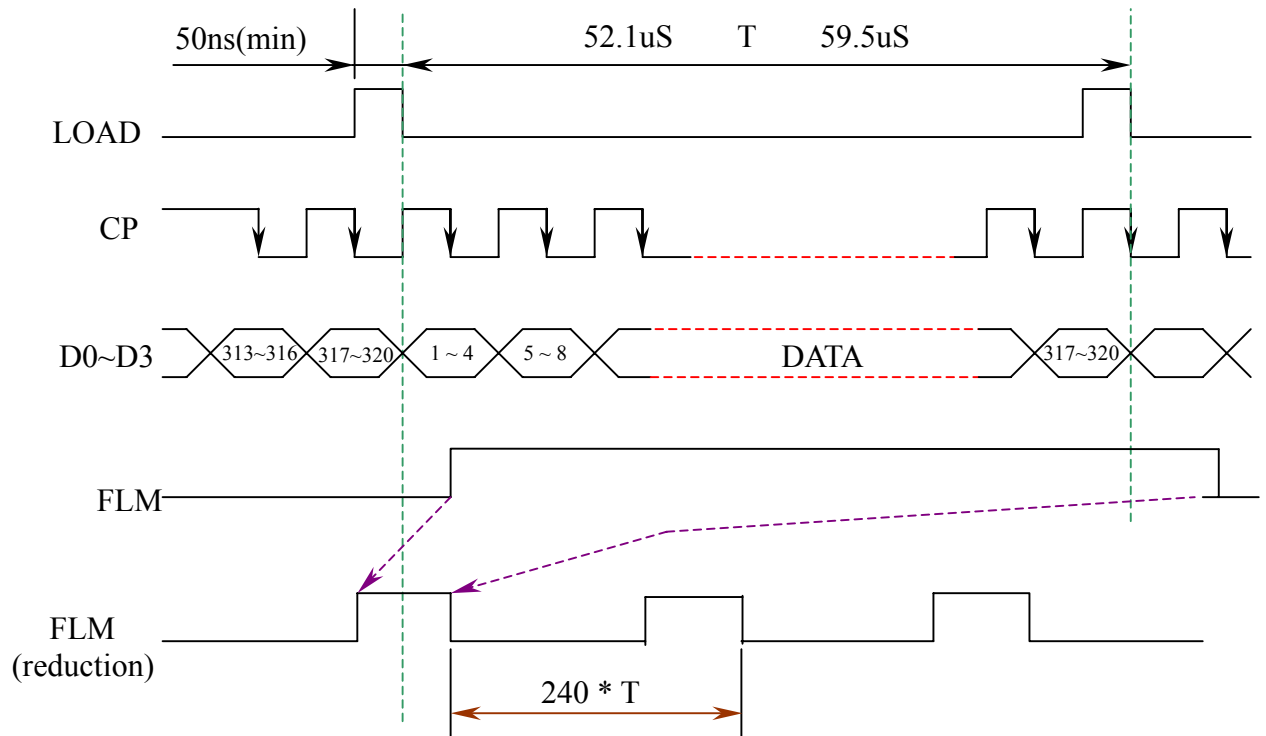 50ns(min)
52.1uS T 59.5uS
LOAD
CP
D0~D3
313~316
317~320
1 ~ 4
5 ~ 8
DATA
317~320
FLM
FLM
(reduction)
240 * T